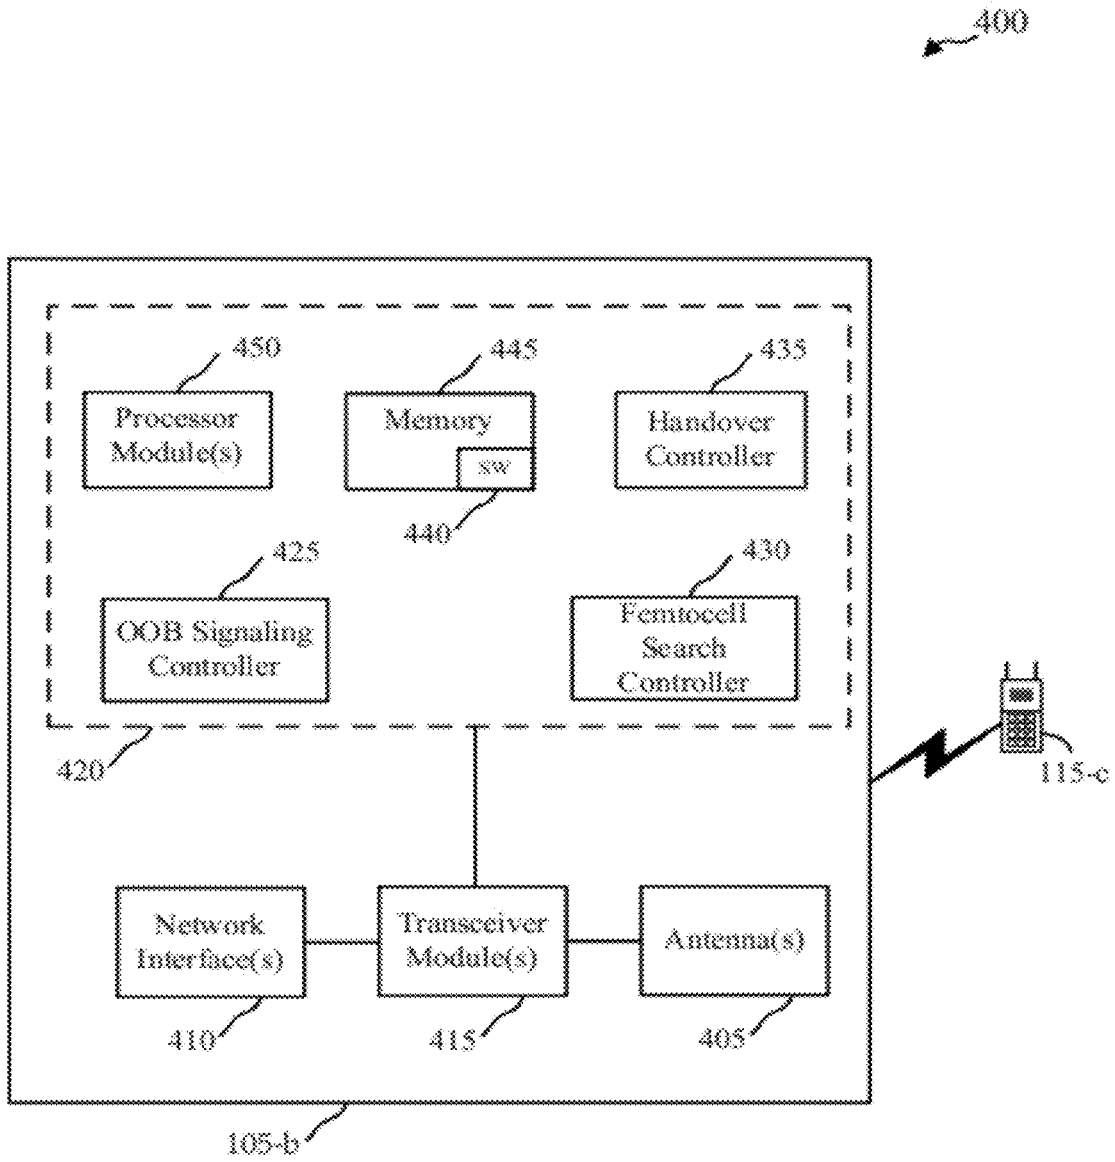 400
450
445
435
Processor
Module(s)
Memory
sw
Handover
Controller
440
425
430
OOB Signaling
Controller
Femtocell
Search
Controller
420
115-c
Network
Interface(s)
Transceiver
Module(s)
Antenna(s)
410
415
405
105-b